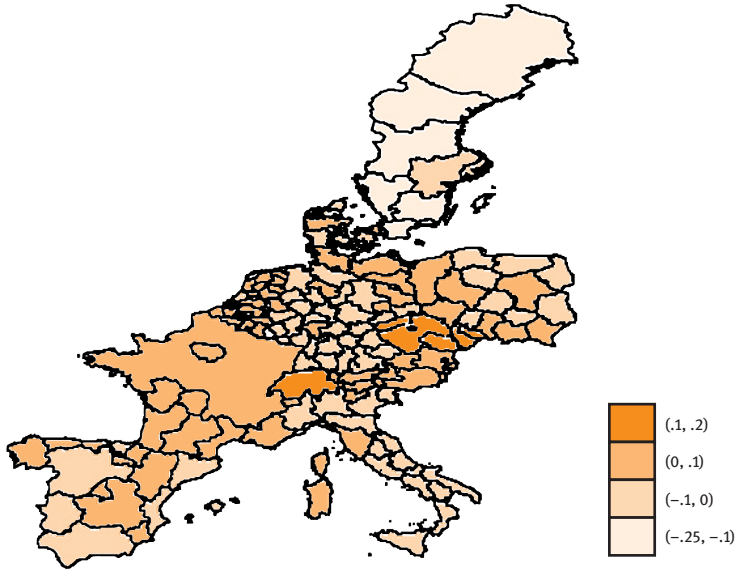 (.1, .2)
(0, .1)
(–.1, 0)
(–.25, –.1)